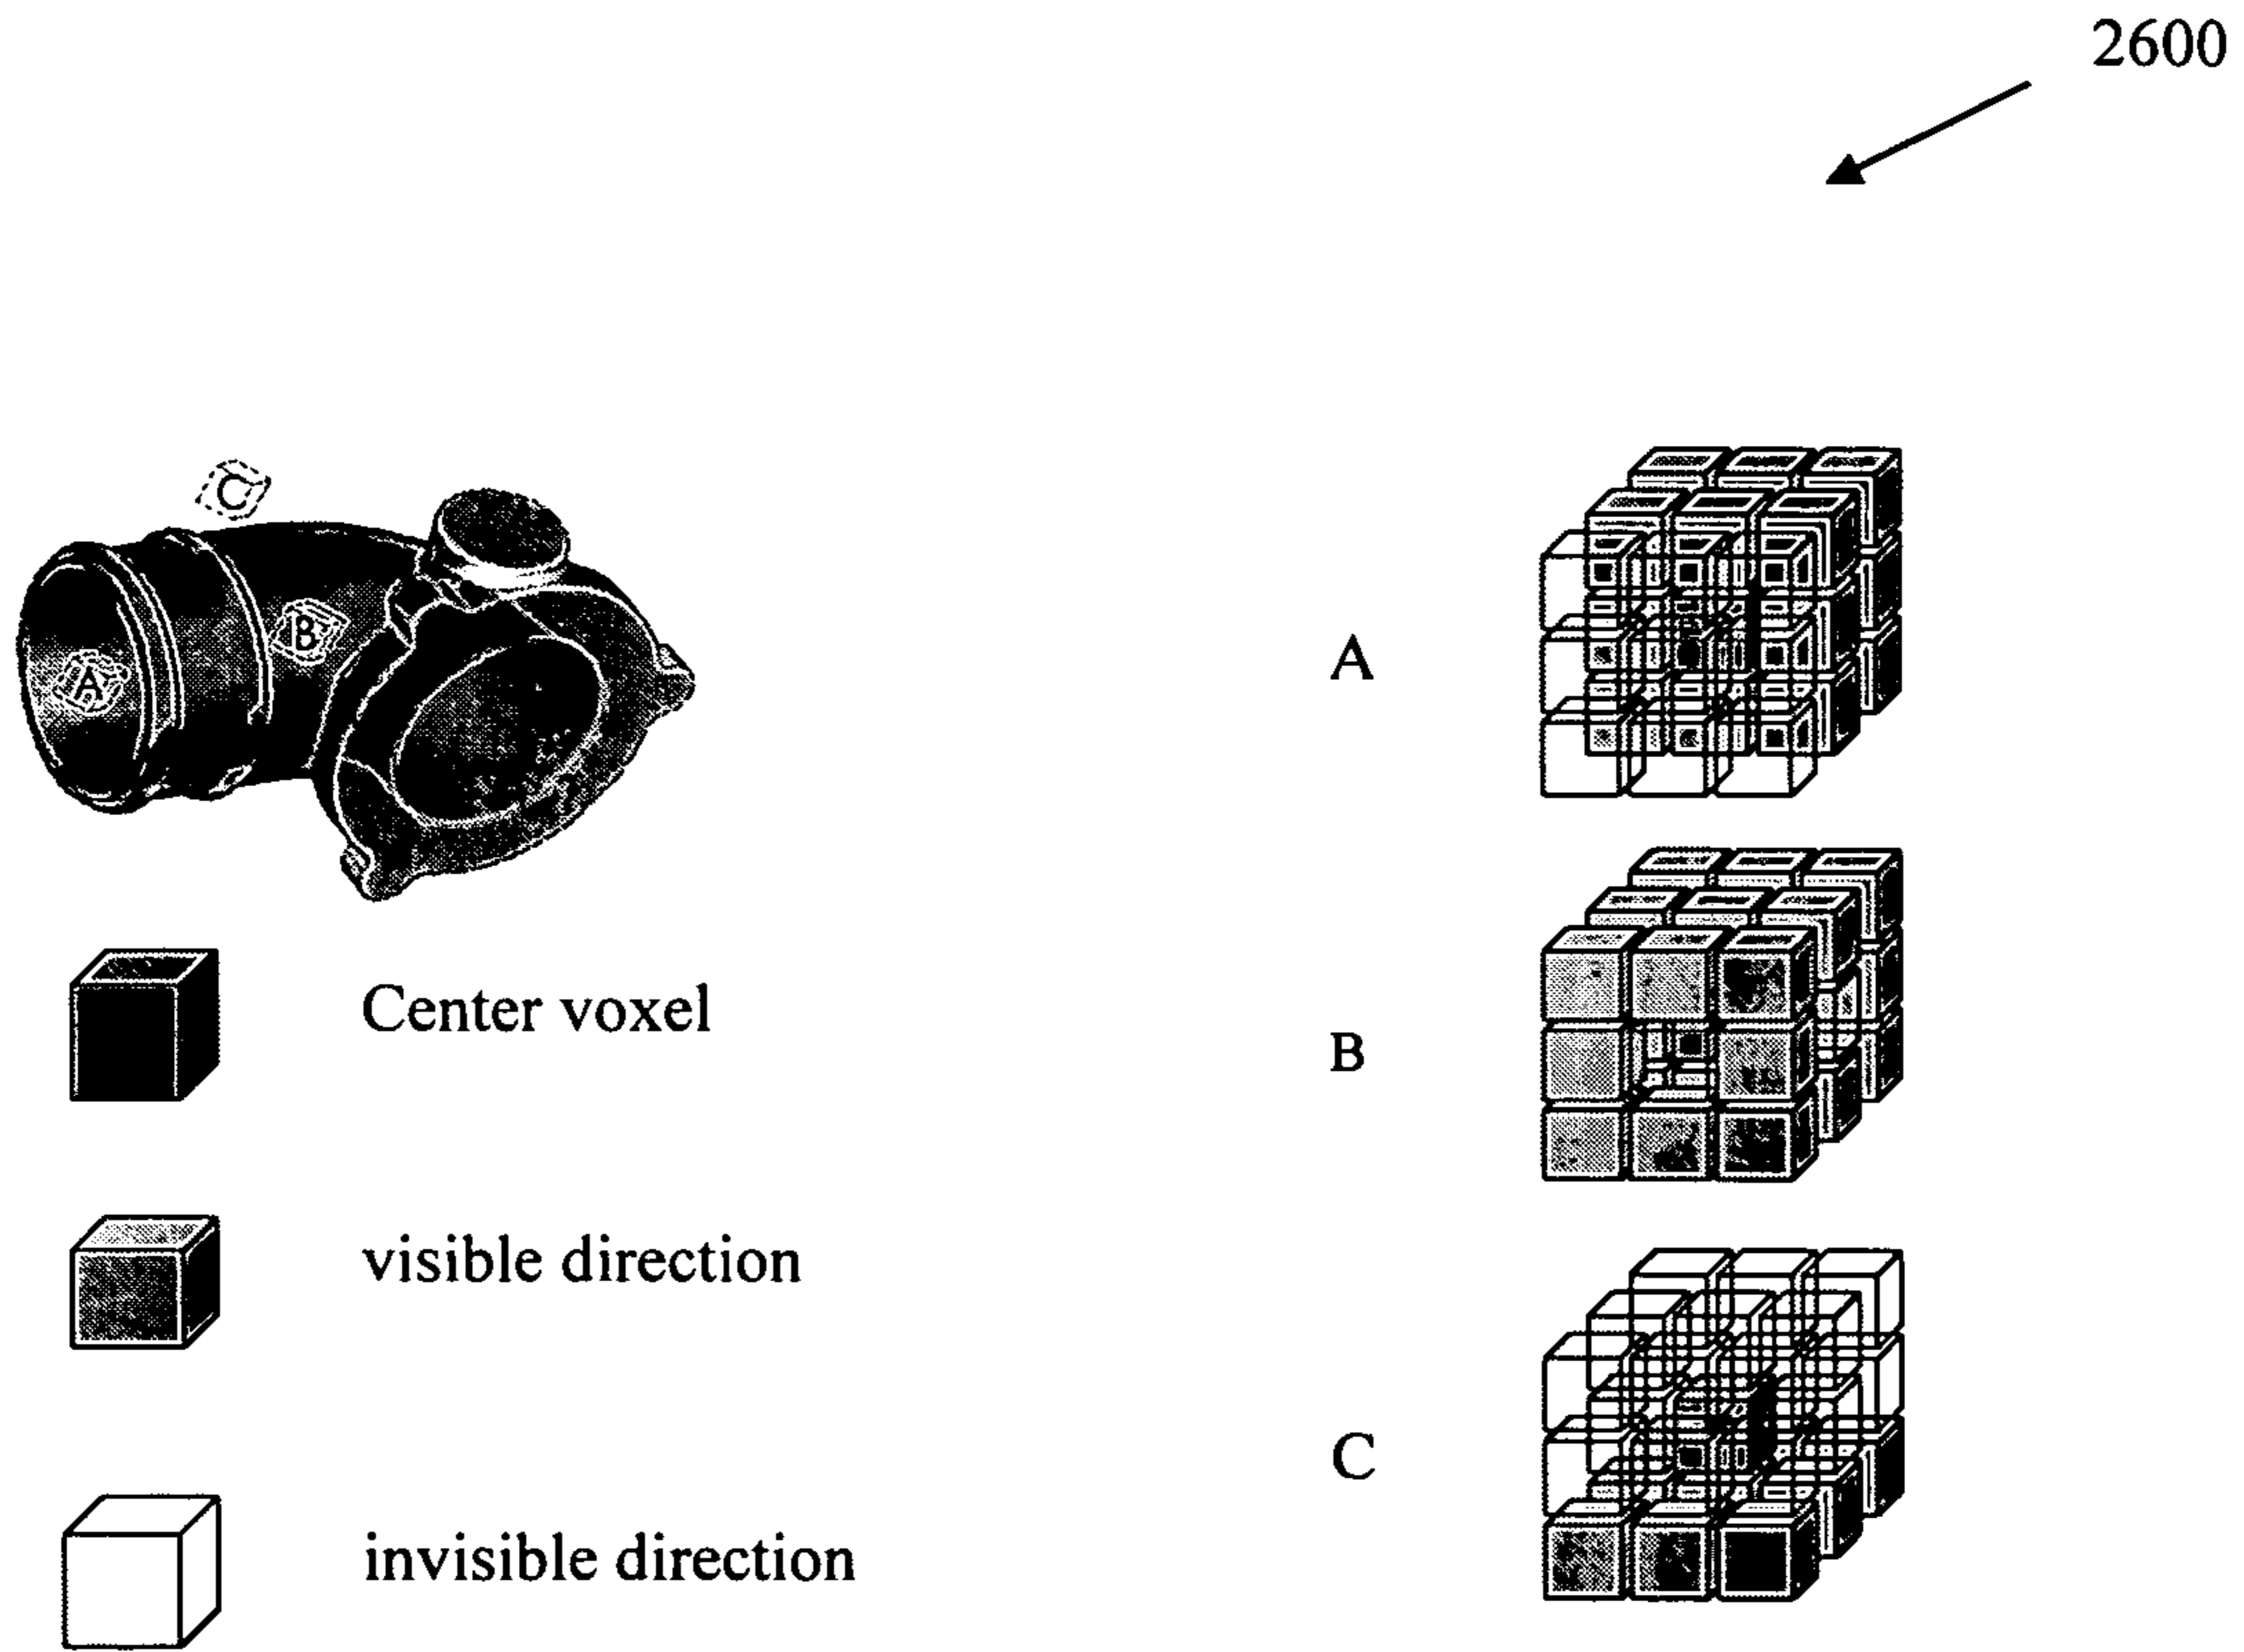 2600
C
B
A
A
Center voxel
B
visible direction
C
invisible direction